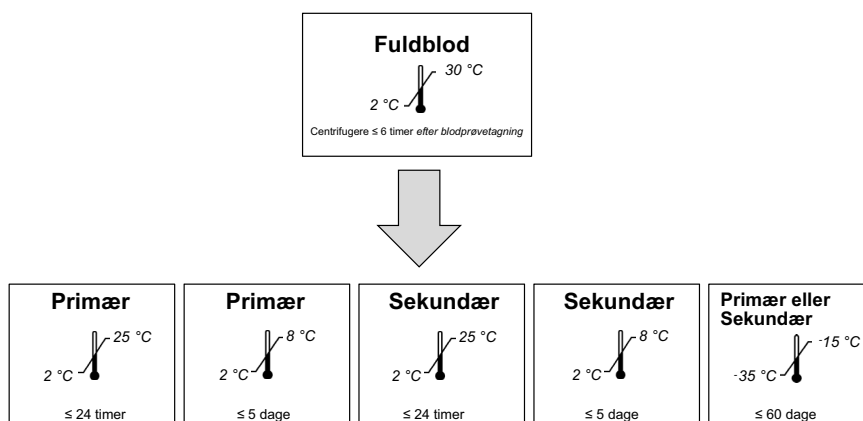 Fuldblod
30 °C
2 °C
Centrifugere ≤ 6 timer efter blodprøvetagning
Primær
25 °C
2 °C
≤ 24 timer
Primær
8 °C
2 °C
≤ 5 dage
Sekundær
25 °C
2 °C
≤ 24 timer
Sekundær
8 °C
2 °C
≤ 5 dage
Primær eller
Sekundær
-15 °C
-35 °C
≤ 60 dage